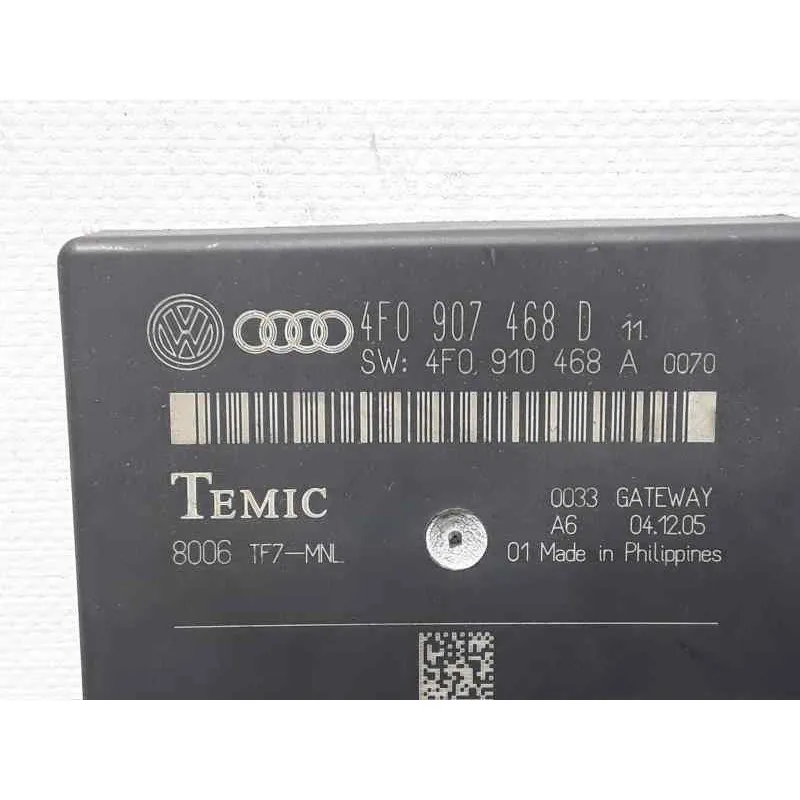 4F0 907 468 D 11
SW: 4F0 910 468 A 0070
TEMIC
0033 GATEWAY
A6 04.12.05
8006 TF7-MNL
01 Made in Philippines